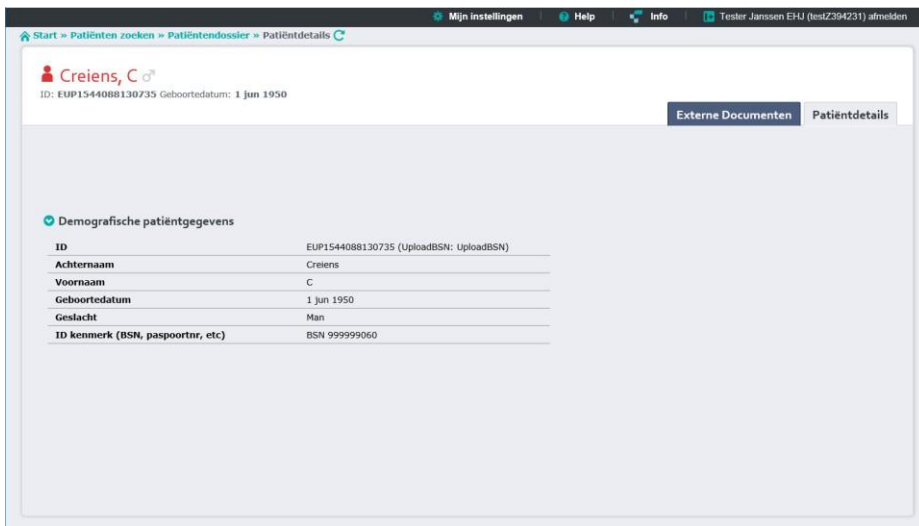 Mijn instellingen Help Info Tester Janssen EHJ (testZ394231) afmelden
Start » Patiënten zoeken » Patiëntendossier » Patiëntdetails
Creiens, C
ID: EUP1544088130735 Geboortedatum: 1 jun 1950
Externe Documenten Patiëntdetails
Demografische patiëntgegevens
ID EUP1544088130735 (UploadBSN: UploadBSN)
Achternaam Creiens
Voornaam C
Geboortedatum 1 jun 1950
Geslacht Man
ID kenmerk (BSN, paspoortnr, etc) BSN 999999060